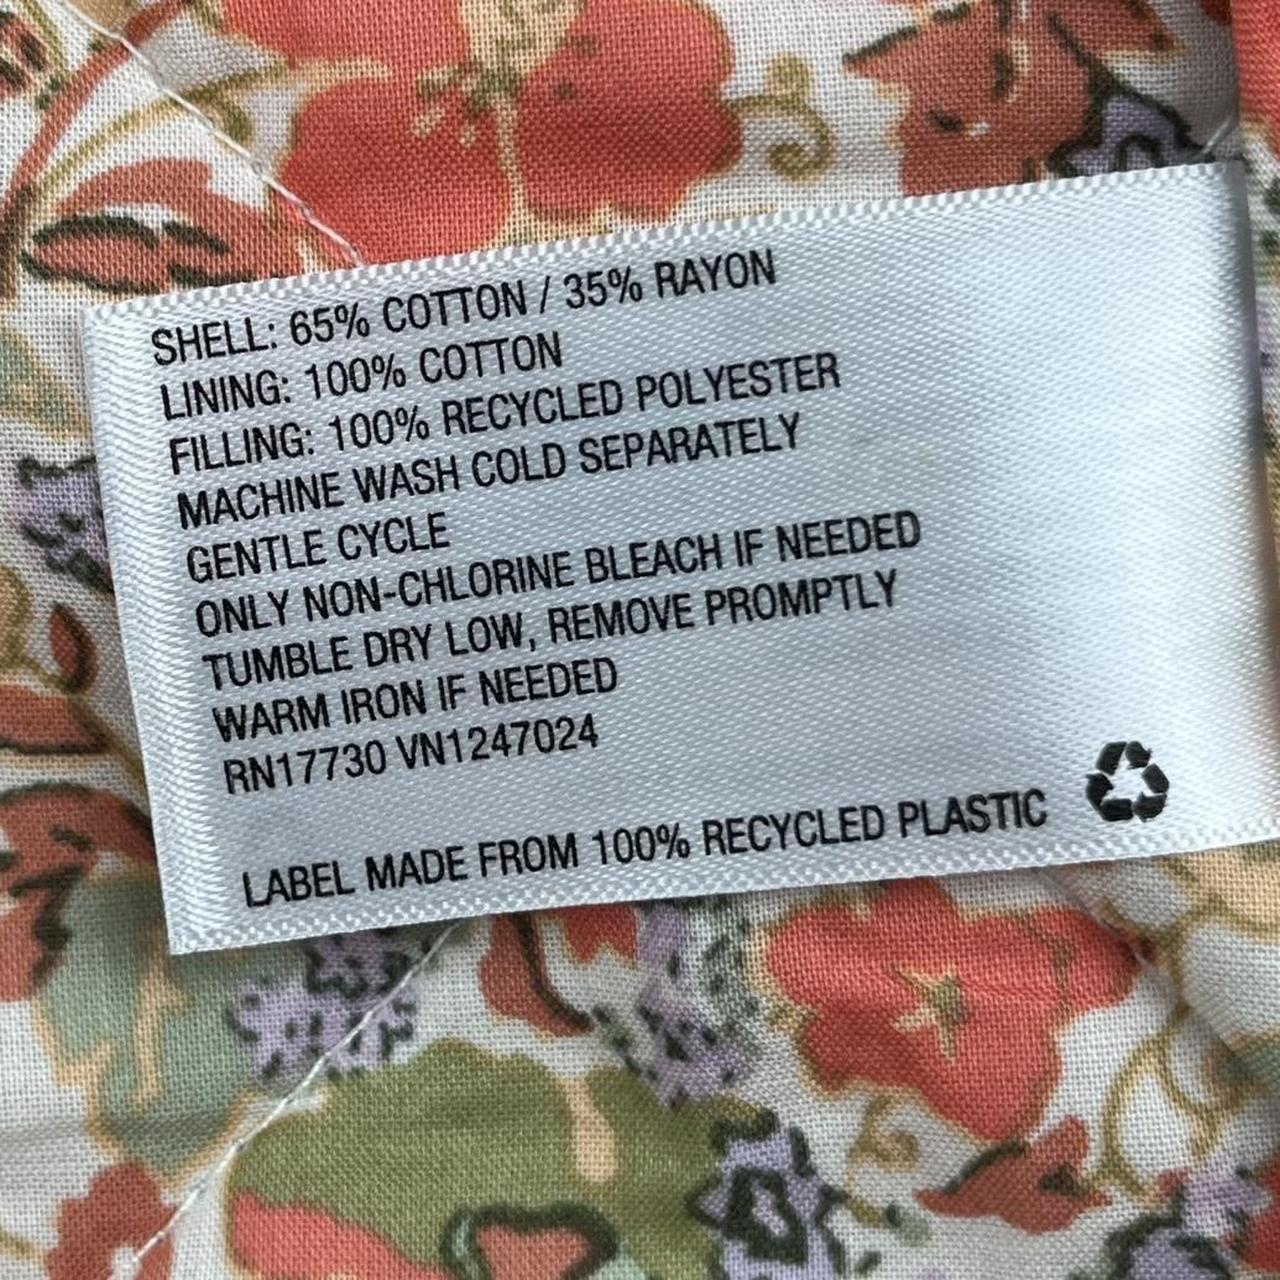 SHELL: 65% COTTON / 35% RAYON
LINING: 100% COTTON
FILLING: 100% RECYCLED POLYESTER
MACHINE WASH COLD SEPARATELY
GENTLE CYCLE
ONLY NON-CHLORINE BLEACH IF NEEDED
TUMBLE DRY LOW, REMOVE PROMPTLY
WARM IRON IF NEEDED
RN17730 VN1247024
LABEL MADE FROM 100% RECYCLED PLASTIC